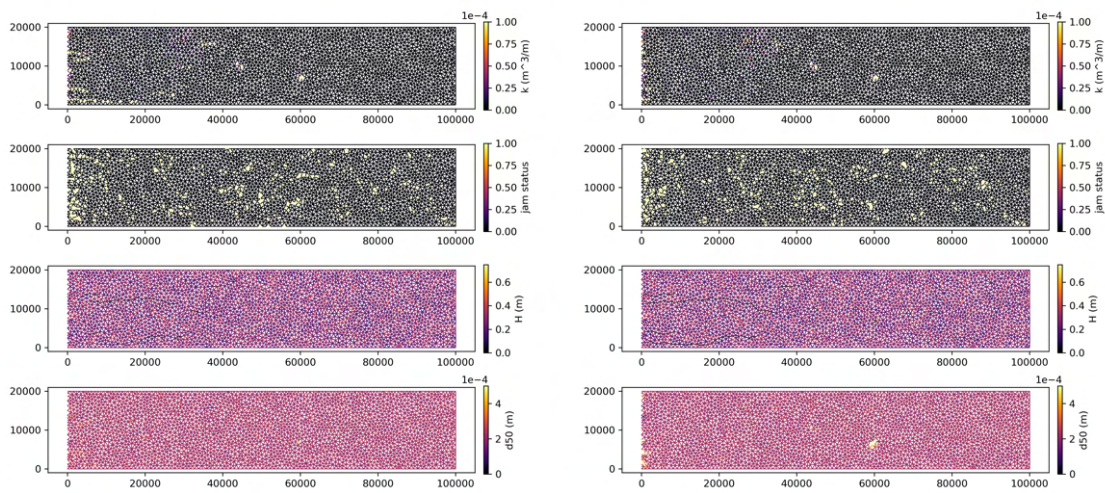 1e−4 1e−4
20000 1.00 20000 1.00
0.75 0.75
10000 0.50 10000 0.50
0.25 0.25
0 0.00 0 0.00
k (m^3/m) k (m^3/m)
0 20000 40000 60000 80000 100000 0 20000 40000 60000 80000 100000
20000 1.00 20000 1.00
0.75 0.75
10000 0.50 10000 0.50
0.25 0.25
0 0.00 0 0.00
jam status jam status
0 20000 40000 60000 80000 100000 0 20000 40000 60000 80000 100000
20000 0.6 20000 0.6
10000 0.4 10000 0.4
0.2 0.2
0 0.0 0 0.0
H (m) H (m)
0 20000 40000 60000 80000 100000 0 20000 40000 60000 80000 100000
1e−4 1e−4
20000 4 20000 4
10000 2 10000 2
0 0 0 0
d50 (m) d50 (m)
0 20000 40000 60000 80000 100000 0 20000 40000 60000 80000 100000